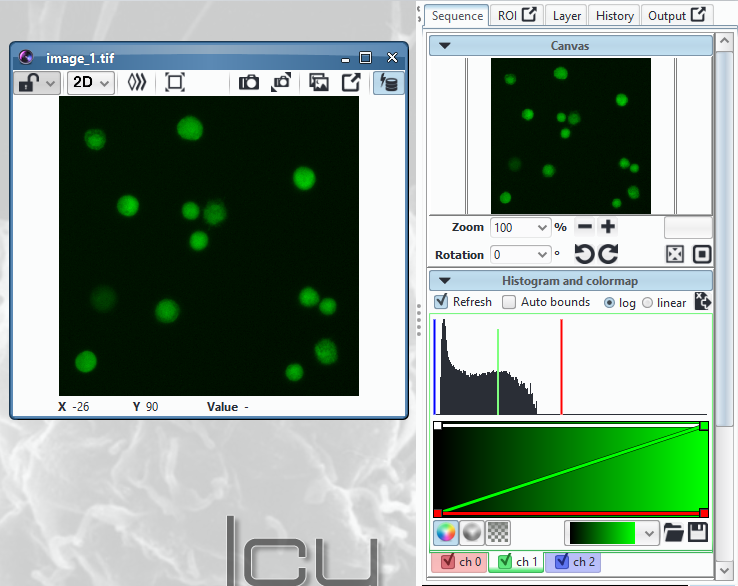 Sequence ROI Layer History Output
image_1.tif
Canvas
2D
Zoom 100 %
Rotation 0 °
Histogram and colormap
Refresh Auto bounds log linear
X -26 Y 90 Value -
ch 0 ch 1 ch 2
Icy